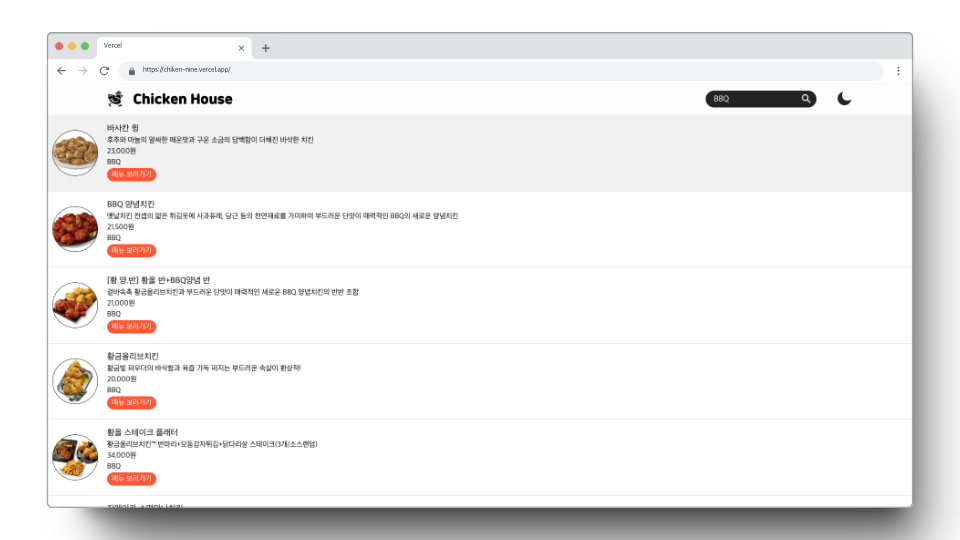 Vercel
https://chiken-nine.vercel.app/
Chicken House
BBQ
바사칸 윙
후추와 마늘의 알싸한 매운맛과 구운 소금의 담백함이 더해진 바삭한 치킨
23,000원
BBQ
메뉴 보러가기
BBQ 양념치킨
옛날치킨 컨셉의 얇은 튀김옷에 사과퓨레, 당근 등의 천연재료를 가미하여 부드러운 단맛이 매력적인 BBQ의 새로운 양념치킨
21,500원
BBQ
메뉴 보러가기
[황.양.반] 황올 반+BBQ양념 반
겉바속촉 황금올리브치킨과 부드러운 단맛이 매력적인 새로운 BBQ 양념치킨의 반반 조합
21,000원
BBQ
메뉴 보러가기
황금올리브치킨
황금빛 파우더의 바삭함과 육즙 가득 퍼지는 부드러운 속살이 환상적!
20,000원
BBQ
메뉴 보러가기
황올 스테이크 플래터
황금올리브치킨™ 반마리+모둠감자튀김+닭다리살 스테이크(3개/소스랜덤)
34,000원
BBQ
메뉴 보러가기